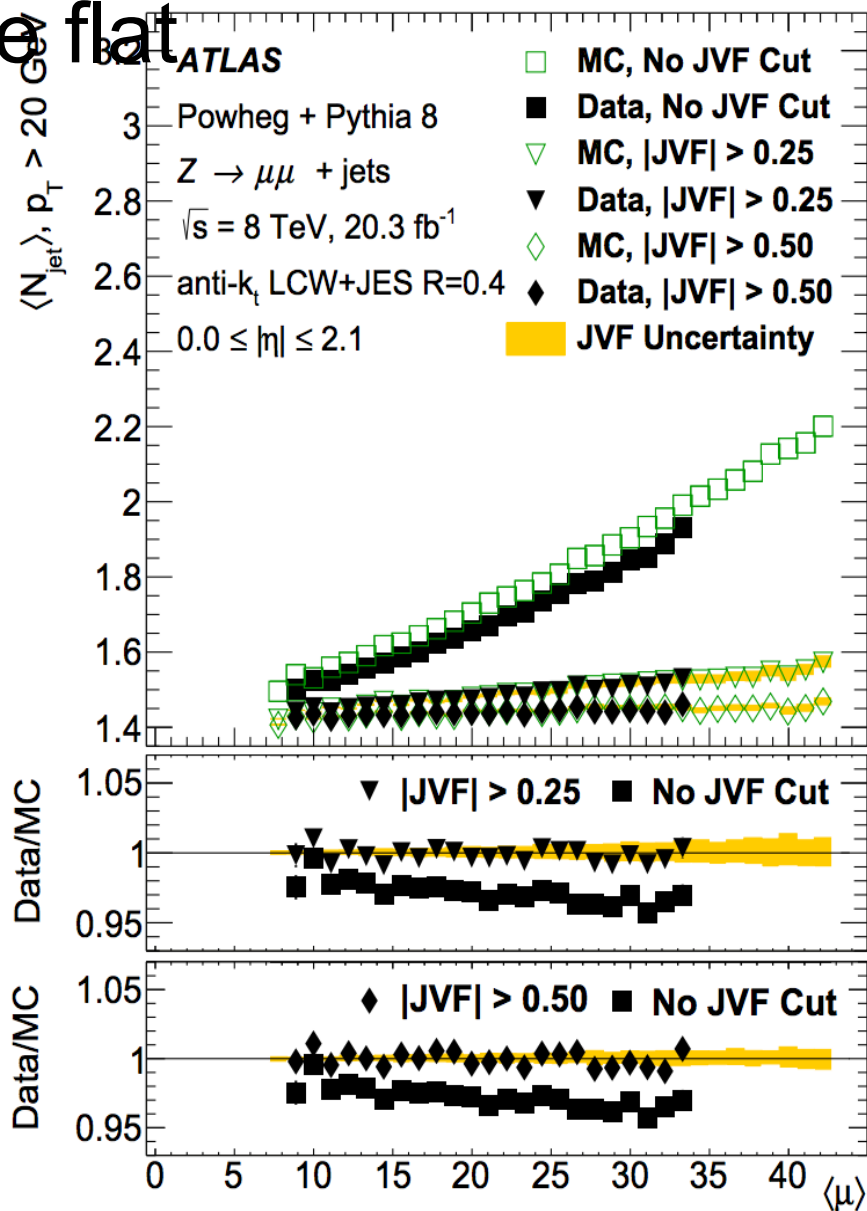 e flat
ATLAS
Powheg + Pythia 8
Z → μμ + jets
√s = 8 TeV, 20.3 fb⁻¹
anti-kₜ LCW+JES R=0.4
0.0 ≤ |η| ≤ 2.1
MC, No JVF Cut
Data, No JVF Cut
MC, |JVF| > 0.25
Data, |JVF| > 0.25
MC, |JVF| > 0.50
Data, |JVF| > 0.50
JVF Uncertainty
⟨N_jet⟩, p_T > 20 GeV
3.2
3
2.8
2.6
2.4
2.2
2
1.8
1.6
1.4
Data/MC
1.05
1
0.95
|JVF| > 0.25
No JVF Cut
Data/MC
1.05
1
0.95
|JVF| > 0.50
No JVF Cut
0 5 10 15 20 25 30 35 40
⟨μ⟩